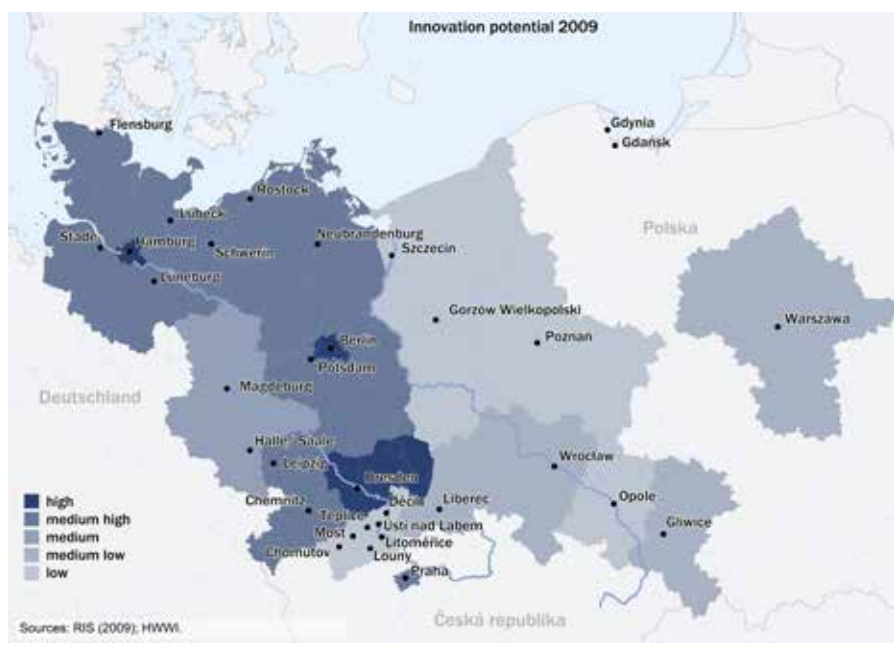 Innovation potential 2009
Flensburg
Gdynia
Gdańsk
Rostock
Lübeck
Polska
Stade
Hamburg
Schwerin
Neubrandenburg
Szczecin
Lüneburg
Gorzów Wielkopolski
Warszawa
Berlin
Poznań
Potsdam
Deutschland
Magdeburg
Halle/ Saale
Leipzig
Wrocław
Dresden
high
medium high
medium
medium low
low
Chemnitz
Děčín
Liberec
Opole
Teplice
Ústí nad Labem
Most
Litoměřice
Gliwice
Chomutov
Louny
Praha
Česká republika
Sources: RIS (2009); HWWI.